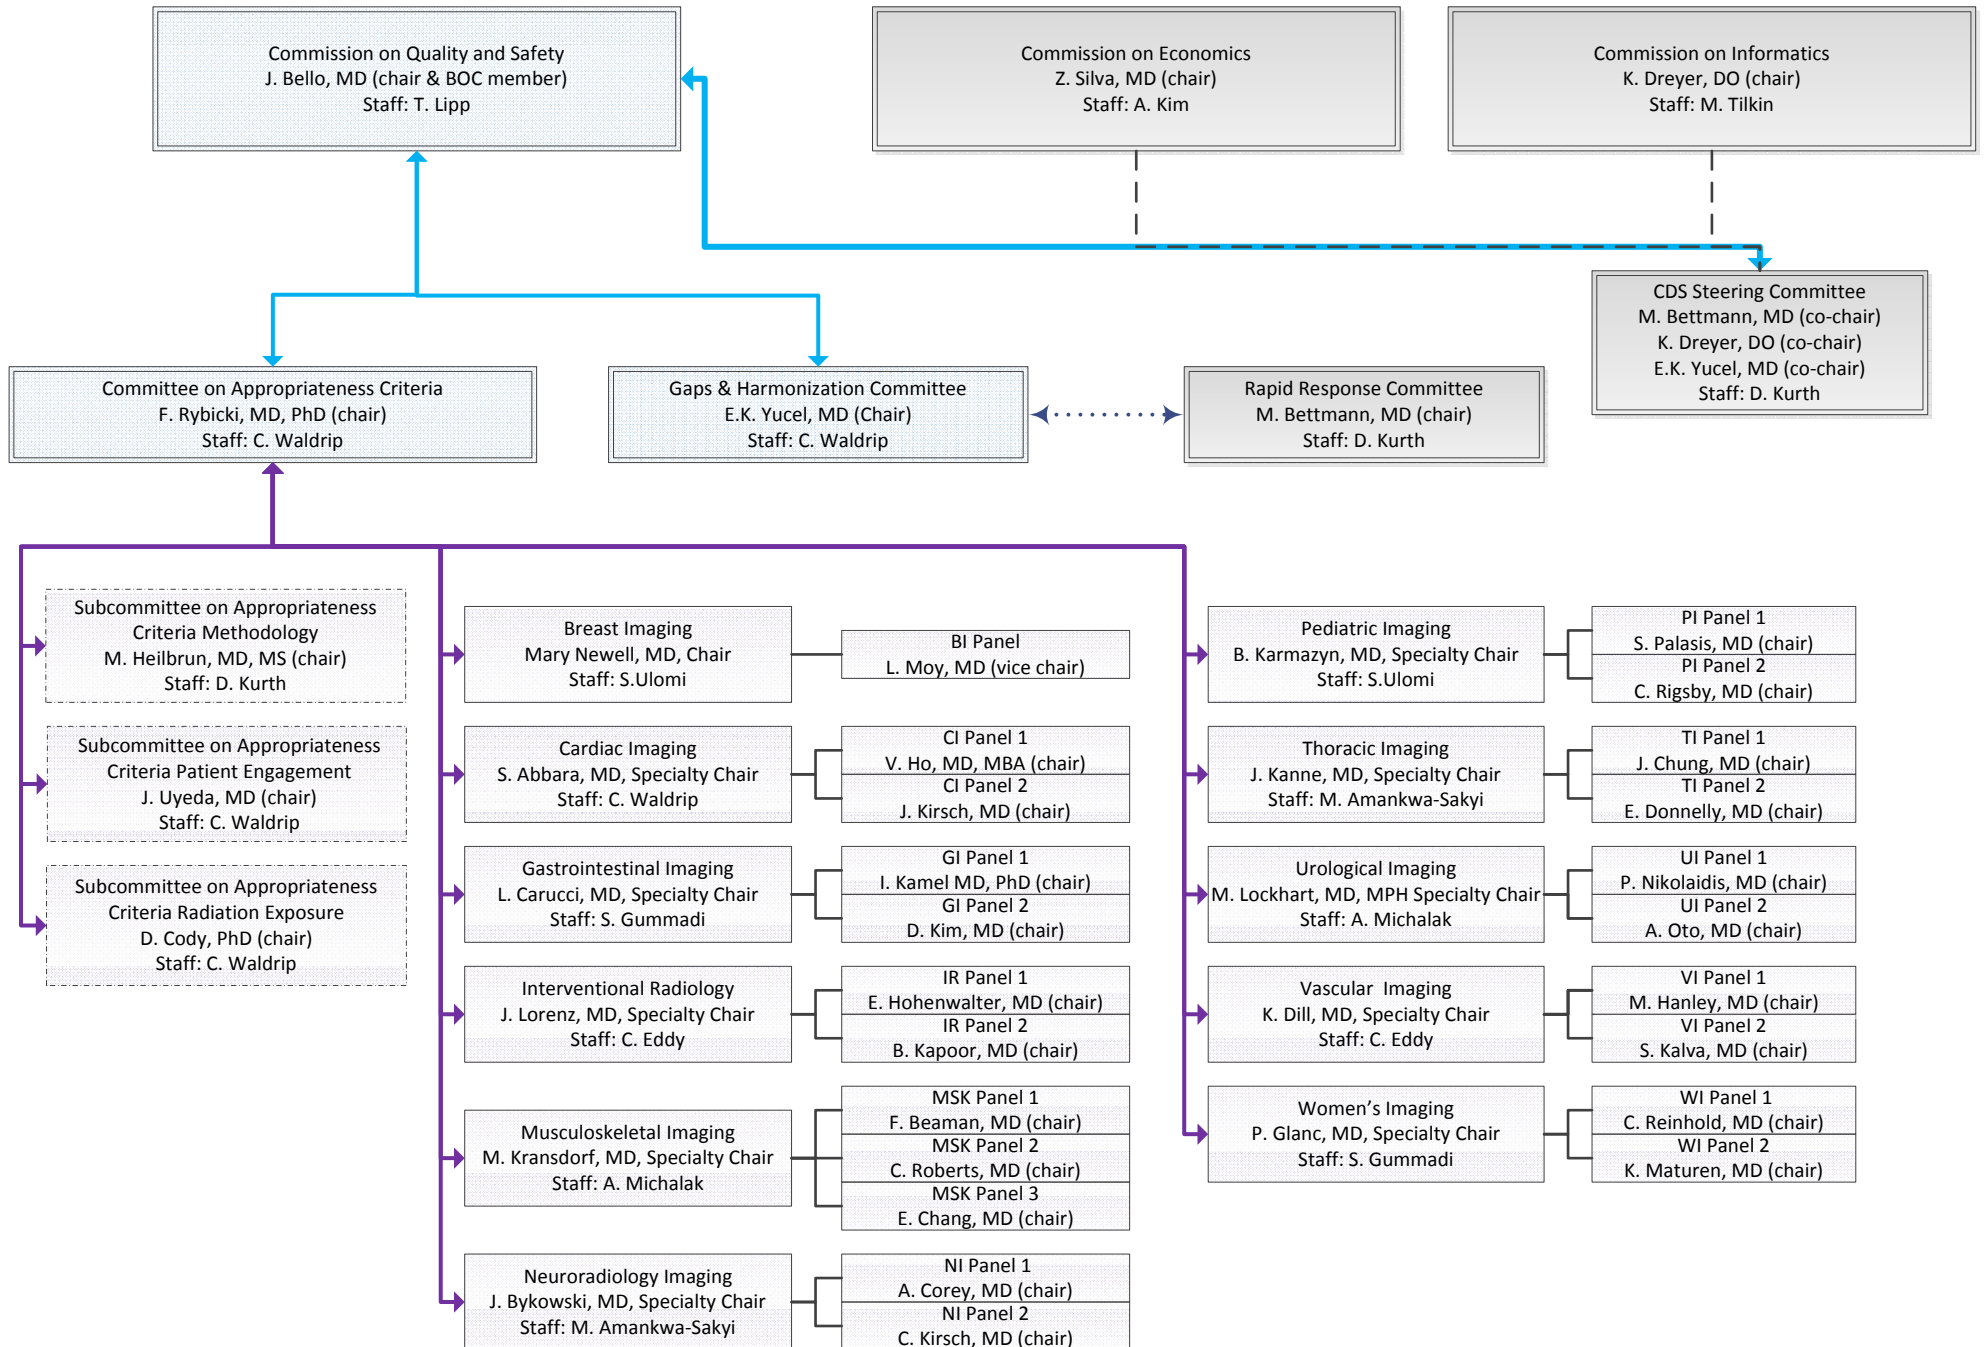 Commission on Quality and Safety
J. Bello, MD (chair & BOC member)
Staff: T. Lipp
Commission on Economics
Z. Silva, MD (chair)
Staff: A. Kim
Commission on Informatics
K. Dreyer, DO (chair)
Staff: M. Tilkin
CDS Steering Committee
M. Bettmann, MD (co-chair)
K. Dreyer, DO (co-chair)
E.K. Yucel, MD (co-chair)
Staff: D. Kurth
Committee on Appropriateness Criteria
F. Rybicki, MD, PhD (chair)
Staff: C. Waldrip
Gaps & Harmonization Committee
E.K. Yucel, MD (Chair)
Staff: C. Waldrip
Rapid Response Committee
M. Bettmann, MD (chair)
Staff: D. Kurth
Subcommittee on Appropriateness
Criteria Methodology
M. Heilbrun, MD, MS (chair)
Staff: D. Kurth
Subcommittee on Appropriateness
Criteria Patient Engagement
J. Uyeda, MD (chair)
Staff: C. Waldrip
Subcommittee on Appropriateness
Criteria Radiation Exposure
D. Cody, PhD (chair)
Staff: C. Waldrip
Breast Imaging
Mary Newell, MD, Chair
Staff: S.Ulomi
BI Panel
L. Moy, MD (vice chair)
Cardiac Imaging
S. Abbara, MD, Specialty Chair
Staff: C. Waldrip
CI Panel 1
V. Ho, MD, MBA (chair)
CI Panel 2
J. Kirsch, MD (chair)
Gastrointestinal Imaging
L. Carucci, MD, Specialty Chair
Staff: S. Gummadi
GI Panel 1
I. Kamel MD, PhD (chair)
GI Panel 2
D. Kim, MD (chair)
Interventional Radiology
J. Lorenz, MD, Specialty Chair
Staff: C. Eddy
IR Panel 1
E. Hohenwalter, MD (chair)
IR Panel 2
B. Kapoor, MD (chair)
Musculoskeletal Imaging
M. Kransdorf, MD, Specialty Chair
Staff: A. Michalak
MSK Panel 1
F. Beaman, MD (chair)
MSK Panel 2
C. Roberts, MD (chair)
MSK Panel 3
E. Chang, MD (chair)
Neuroradiology Imaging
J. Bykowski, MD, Specialty Chair
Staff: M. Amankwa-Sakyi
NI Panel 1
A. Corey, MD (chair)
NI Panel 2
C. Kirsch, MD (chair)
Pediatric Imaging
B. Karmazyn, MD, Specialty Chair
Staff: S.Ulomi
PI Panel 1
S. Palasis, MD (chair)
PI Panel 2
C. Rigsby, MD (chair)
Thoracic Imaging
J. Kanne, MD, Specialty Chair
Staff: M. Amankwa-Sakyi
TI Panel 1
J. Chung, MD (chair)
TI Panel 2
E. Donnelly, MD (chair)
Urological Imaging
M. Lockhart, MD, MPH Specialty Chair
Staff: A. Michalak
UI Panel 1
P. Nikolaidis, MD (chair)
UI Panel 2
A. Oto, MD (chair)
Vascular Imaging
K. Dill, MD, Specialty Chair
Staff: C. Eddy
VI Panel 1
M. Hanley, MD (chair)
VI Panel 2
S. Kalva, MD (chair)
Women's Imaging
P. Glanc, MD, Specialty Chair
Staff: S. Gummadi
WI Panel 1
C. Reinhold, MD (chair)
WI Panel 2
K. Maturen, MD (chair)